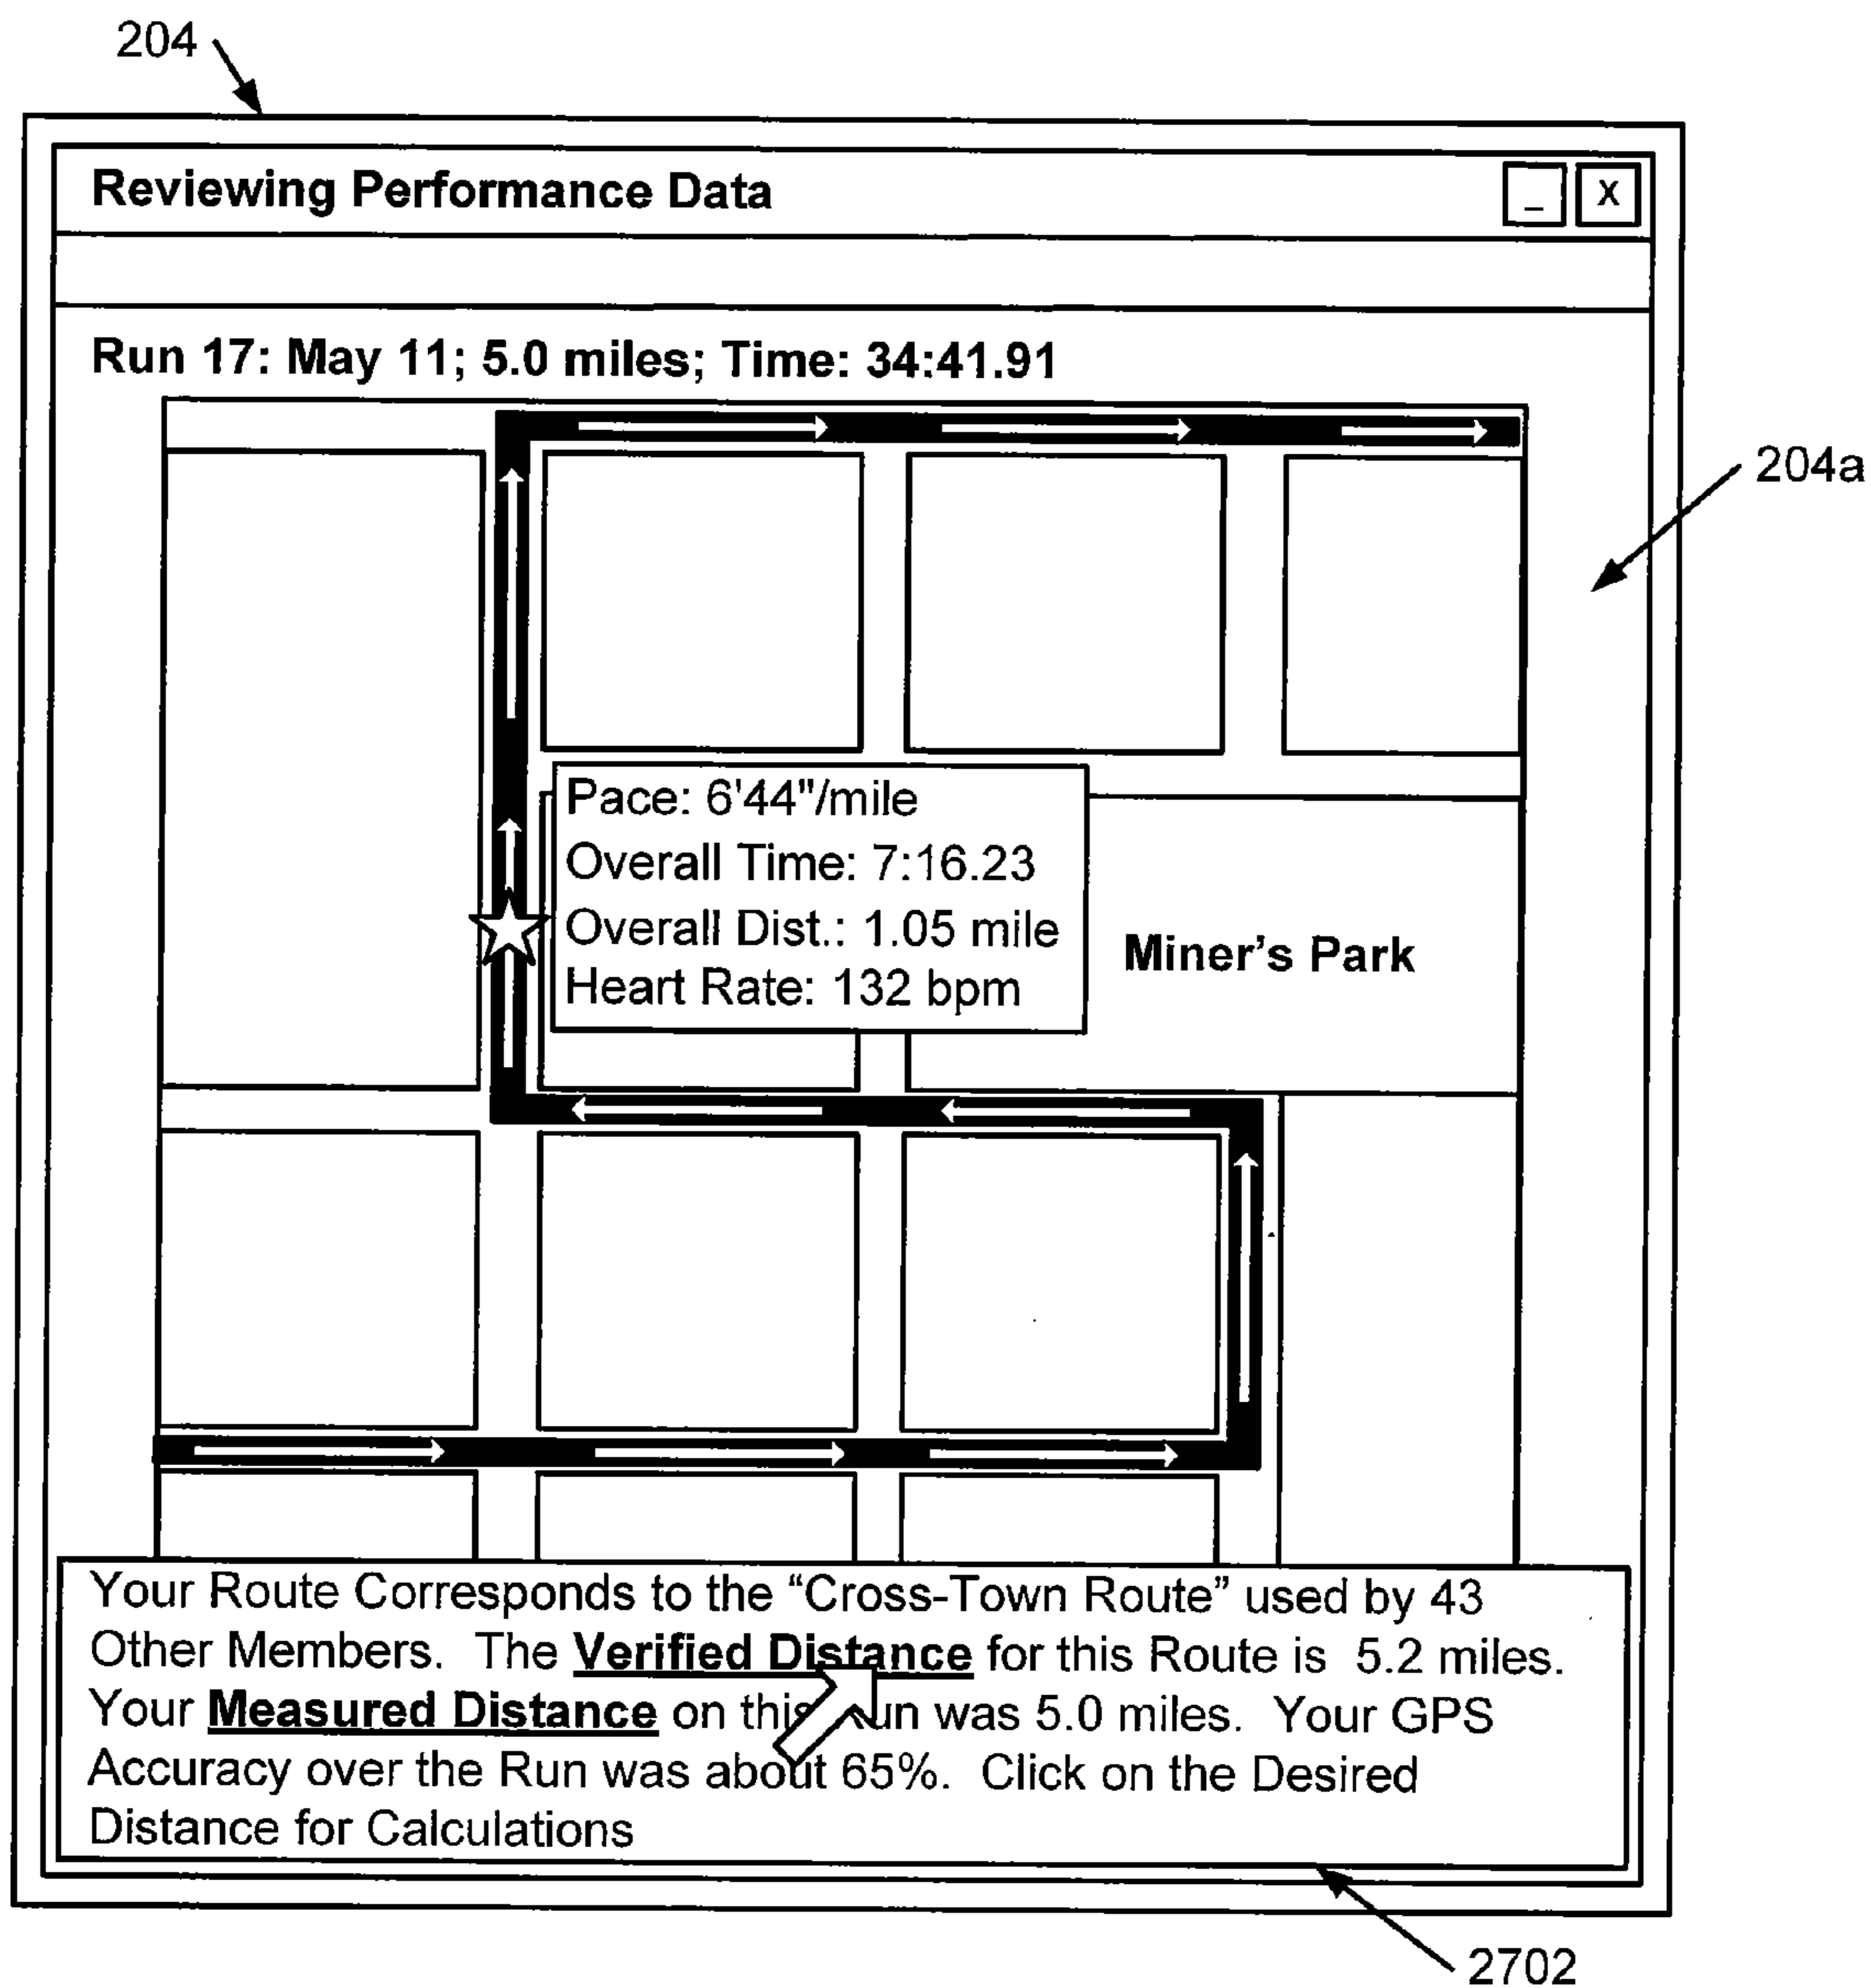 204
Reviewing Performance Data
_ X
Run 17: May 11; 5.0 miles; Time: 34:41.91
204a
Pace: 6'44"/mile
Overall Time: 7:16.23
Overall Dist.: 1.05 mile
Heart Rate: 132 bpm
Miner's Park
Your Route Corresponds to the “Cross-Town Route” used by 43
Other Members. The Verified Distance for this Route is 5.2 miles.
Your Measured Distance on this Run was 5.0 miles. Your GPS
Accuracy over the Run was about 65%. Click on the Desired
Distance for Calculations
2702